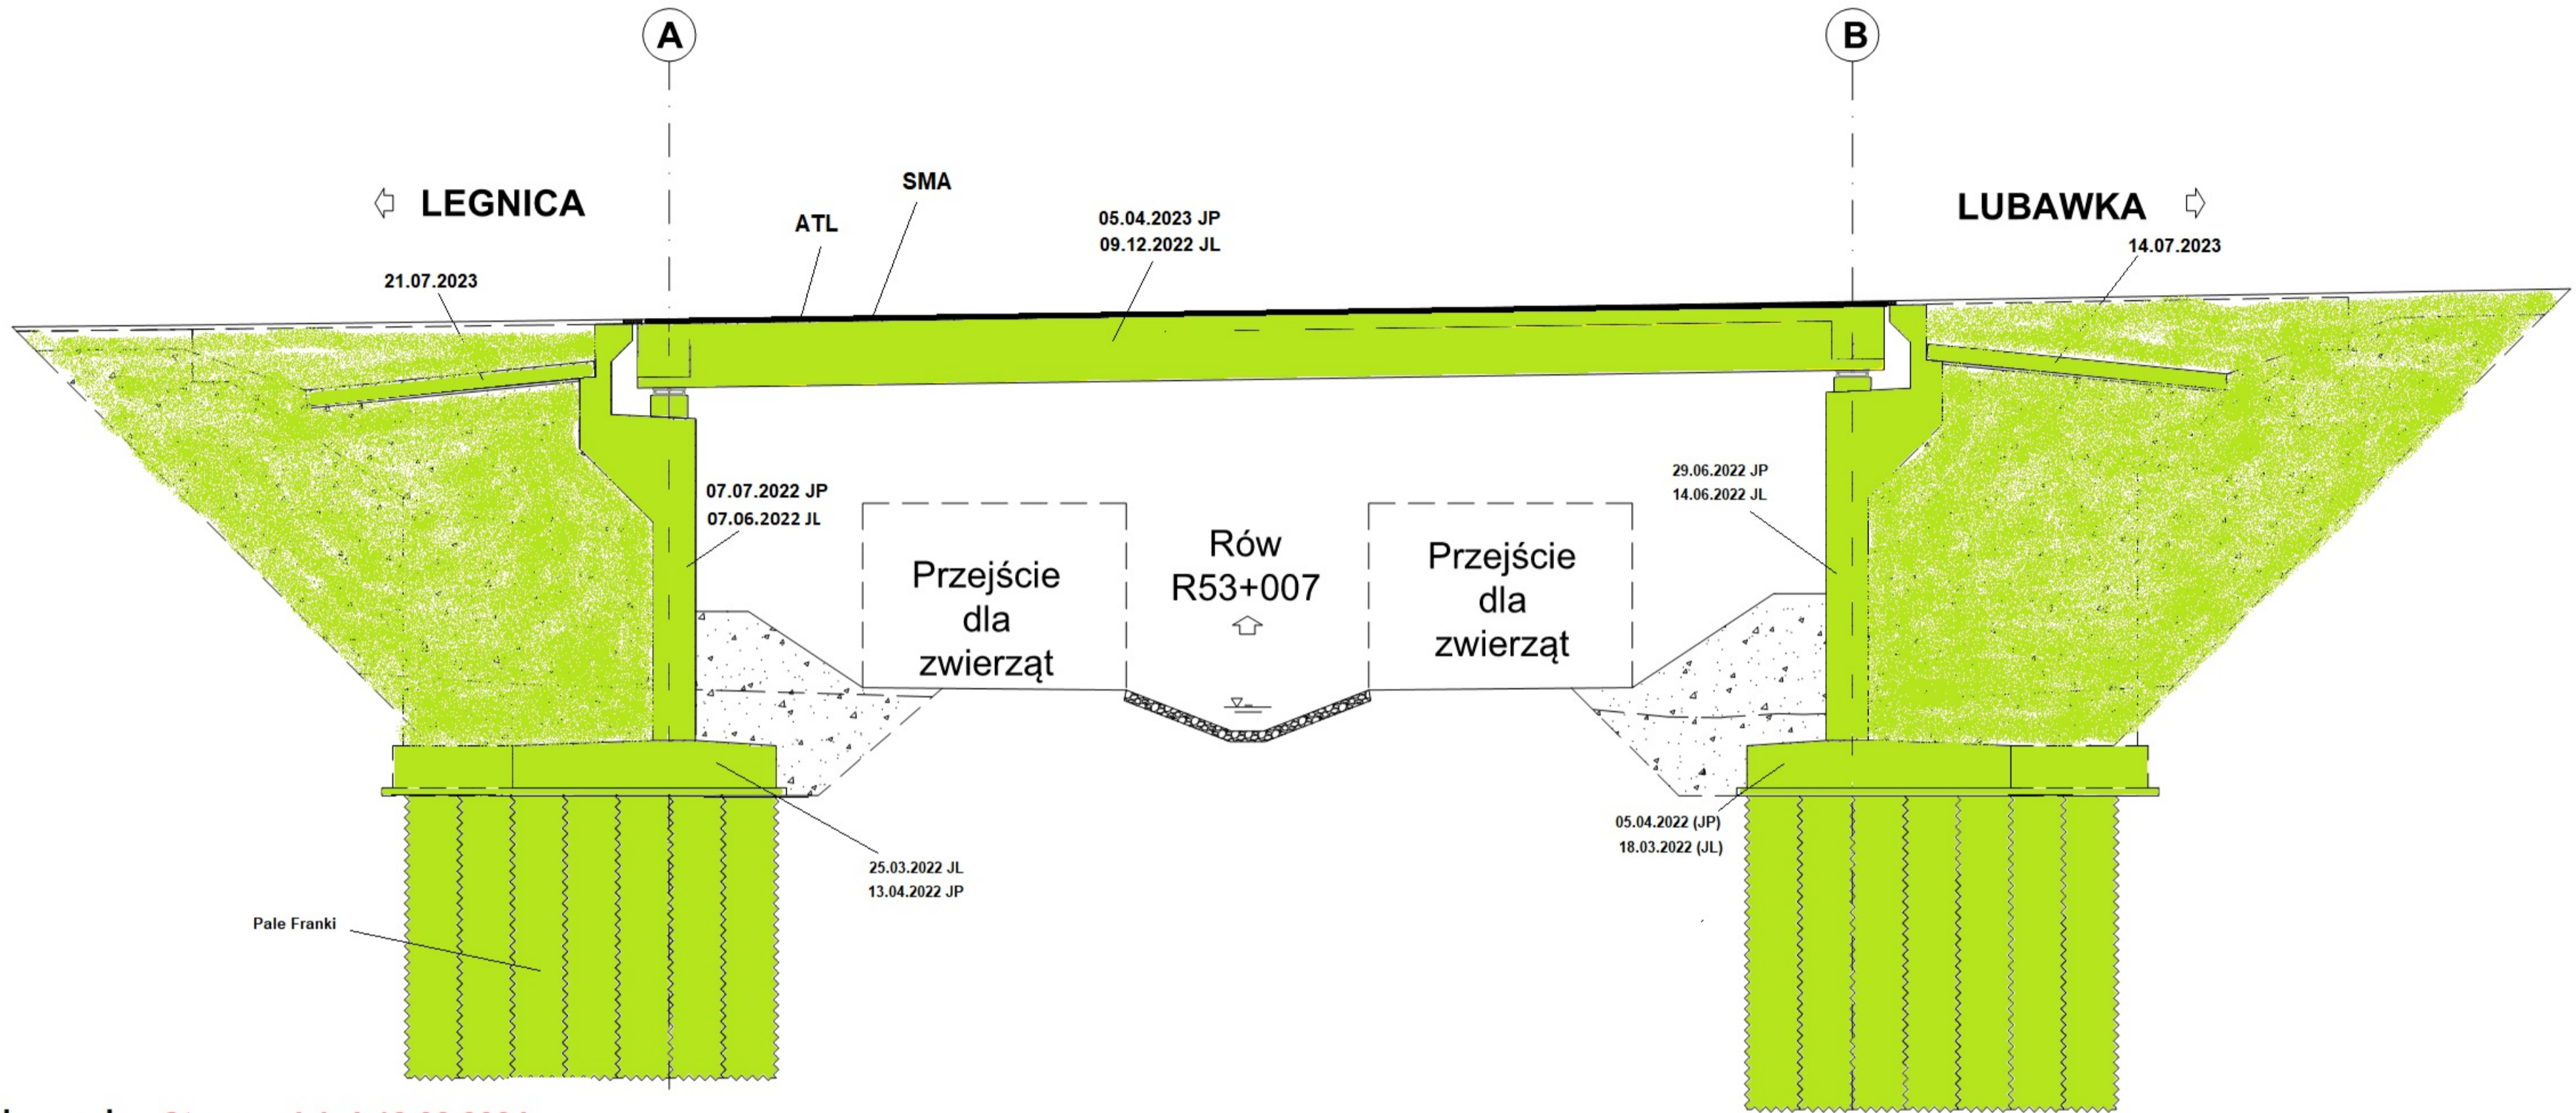 A
B
LEGNICA
LUBAWKA
SMA
ATL
05.04.2023 JP
09.12.2022 JL
14.07.2023
21.07.2023
07.07.2022 JP
07.06.2022 JL
29.06.2022 JP
14.06.2022 JL
Przejście
dla
zwierząt
Rów
R53+007
Przejście
dla
zwierząt
05.04.2022 (JP)
18.03.2022 (JL)
25.03.2022 JL
13.04.2022 JP
Pale Franki